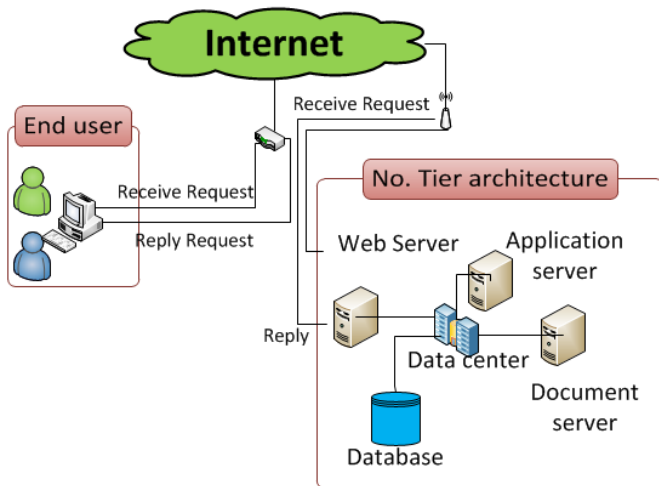 Internet
Receive Request
End user
No. Tier architecture
Receive Request
Reply Request
Web Server
Application
server
Reply
Data center
Document
server
Database